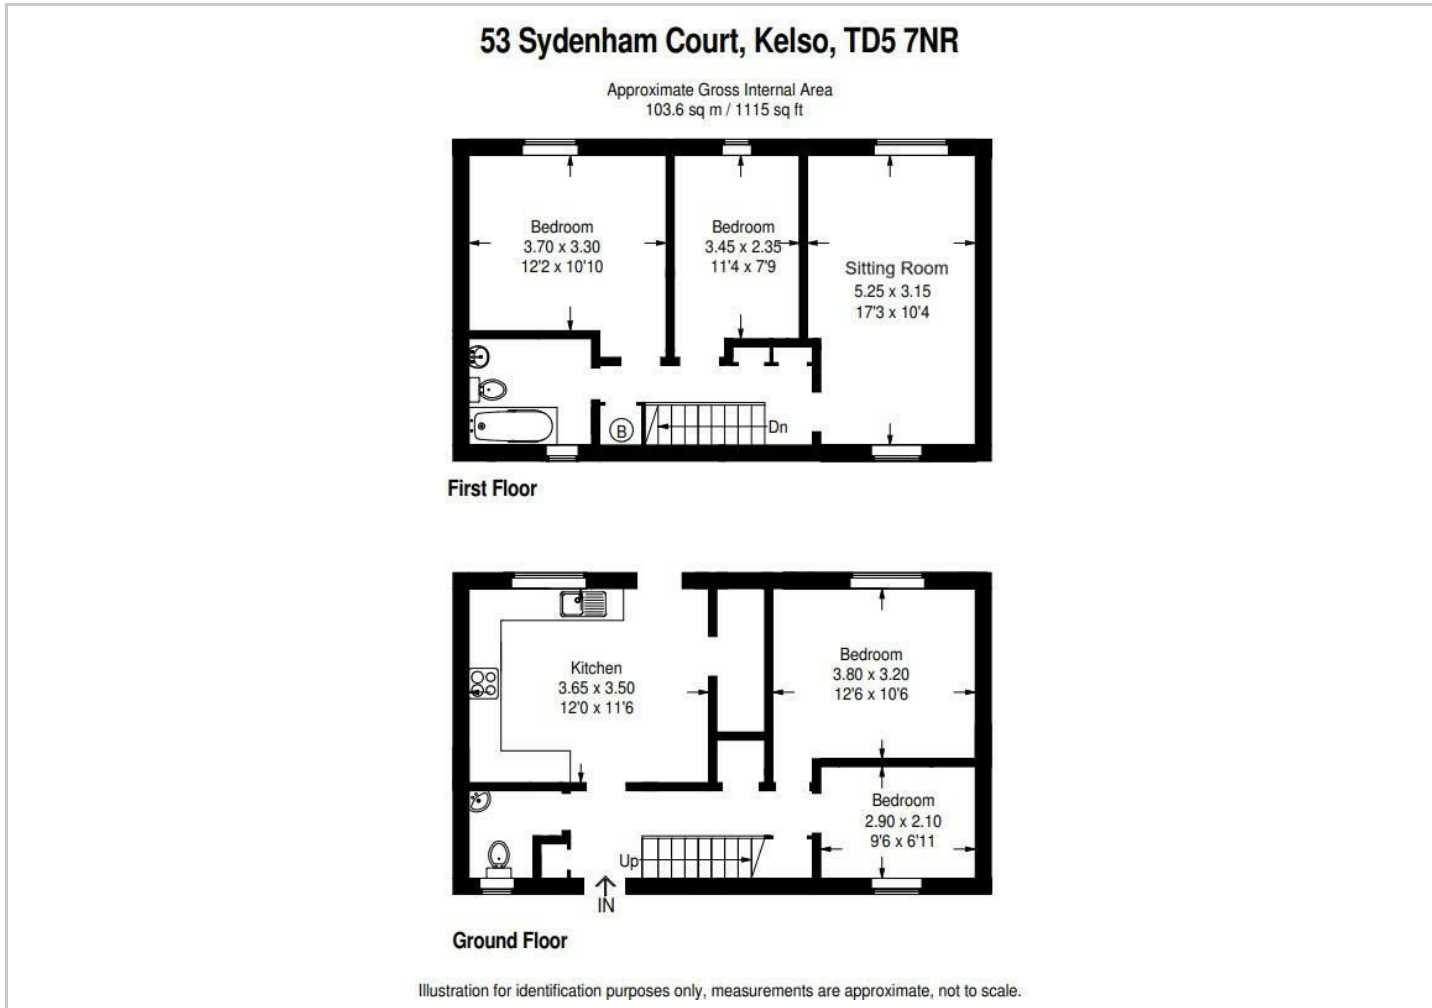 53 Sydenham Court, Kelso, TD5 7NR
Approximate Gross Internal Area
103.6 sq m / 1115 sq ft
Bedroom
3.70 x 3.30
12'2 x 10'10
Bedroom
3.45 x 2.35
11'4 x 7'9
Sitting Room
5.25 x 3.15
17'3 x 10'4
B
Dn
First Floor
Kitchen
3.65 x 3.50
12'0 x 11'6
Bedroom
3.80 x 3.20
12'6 x 10'6
Bedroom
2.90 x 2.10
9'6 x 6'11
Up
IN
Ground Floor
Illustration for identification purposes only, measurements are approximate, not to scale.